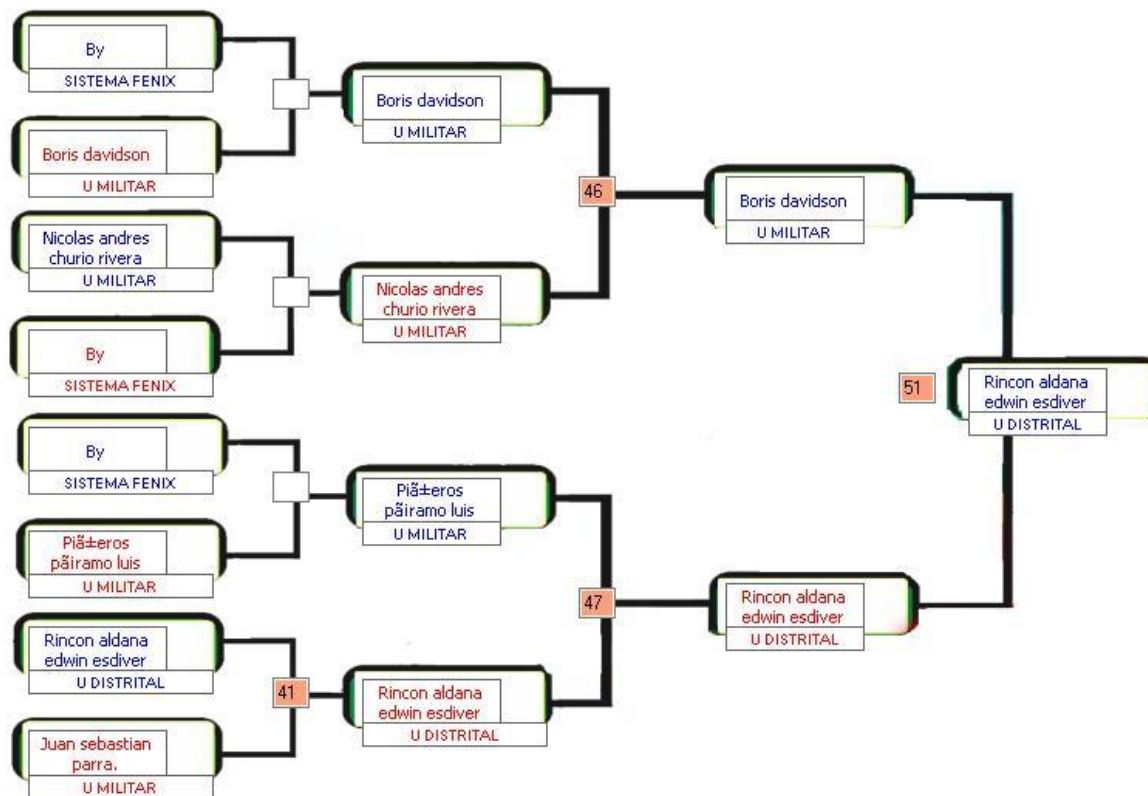 By
SISTEMA FENIX
Boris davidson
U MILITAR
Nicolas andres
churio rivera
U MILITAR
By
SISTEMA FENIX
By
SISTEMA FENIX
Piã±eros
pãiramo luis
U MILITAR
Rincon aldana
edwin esdiver
U DISTRITAL
Juan sebastian
parra.
U MILITAR
41
Boris davidson
U MILITAR
Nicolas andres
churio rivera
U MILITAR
Piã±eros
pãiramo luis
U MILITAR
Rincon aldana
edwin esdiver
U DISTRITAL
46
47
Boris davidson
U MILITAR
Rincon aldana
edwin esdiver
U DISTRITAL
51
Rincon aldana
edwin esdiver
U DISTRITAL